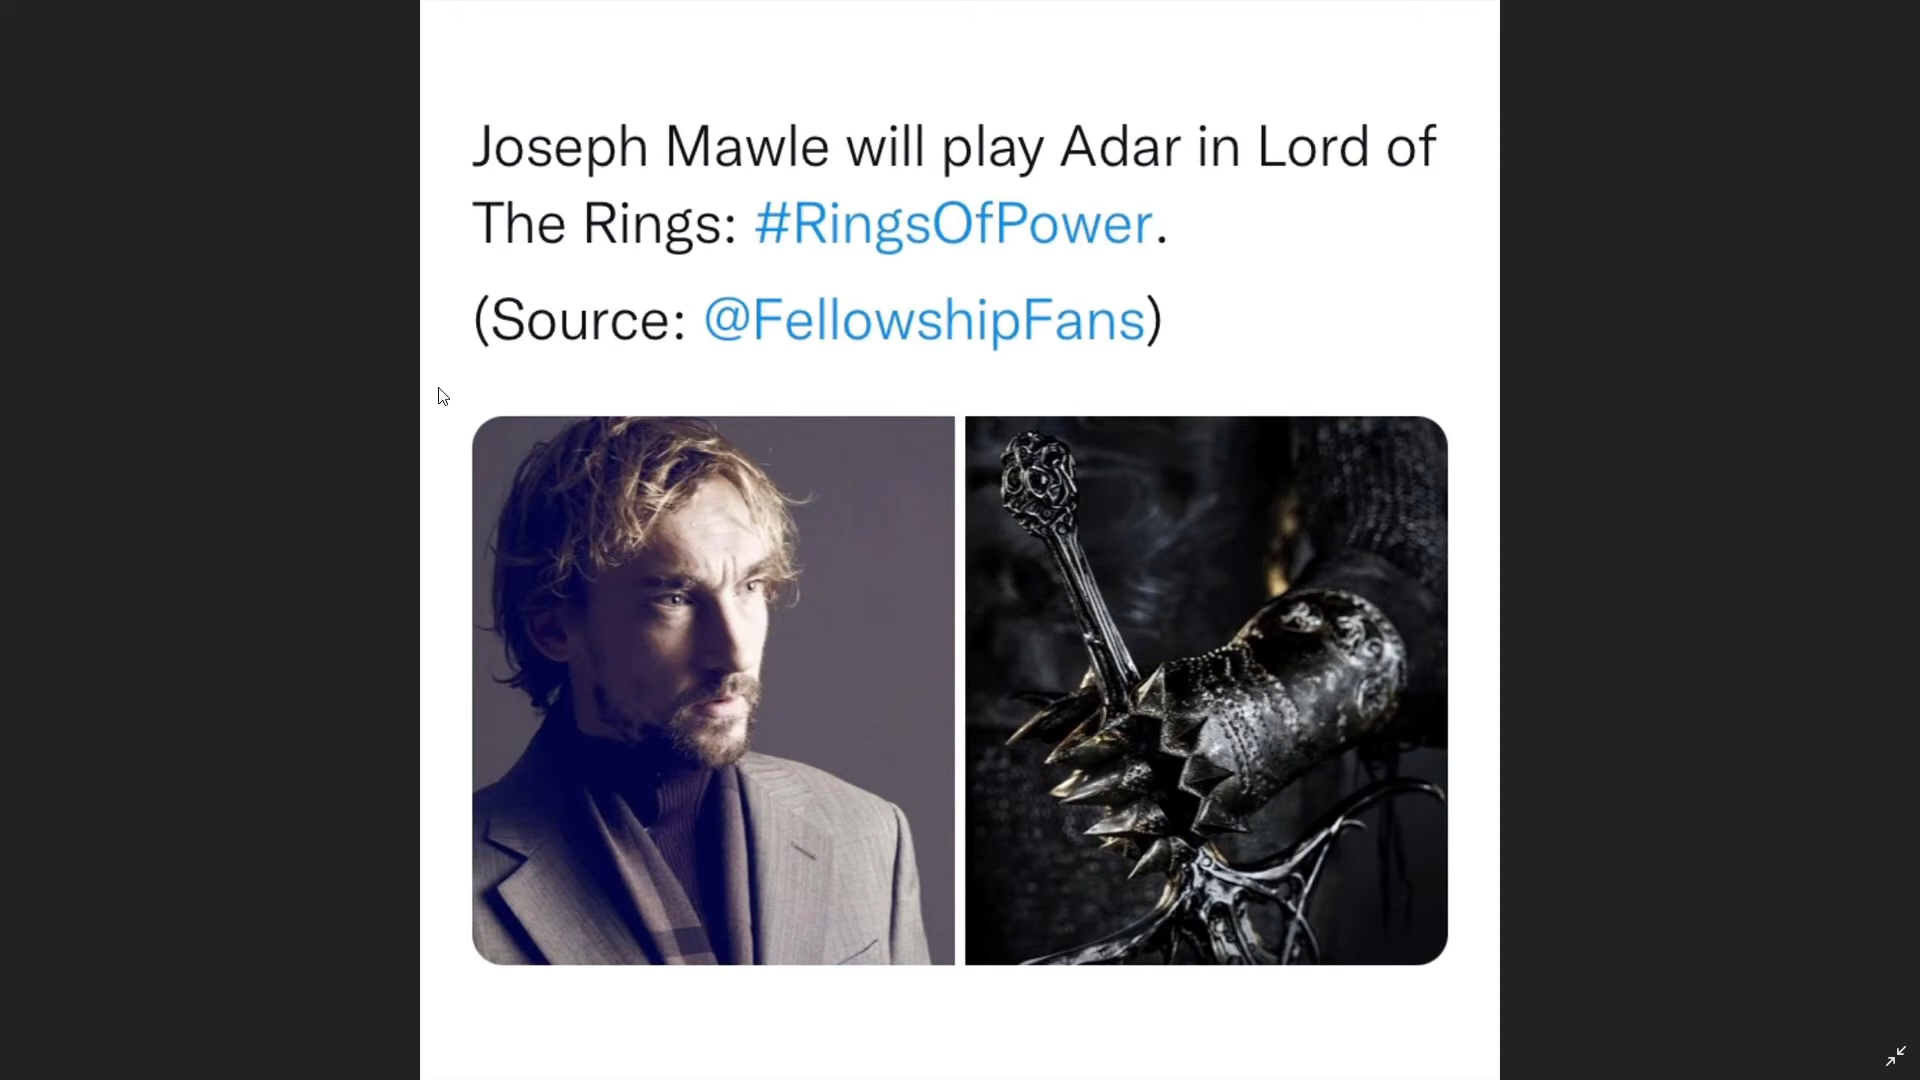 Joseph Mawle will play Adar in Lord of
The Rings: #RingsOfPower.
(Source: @FellowshipFans)